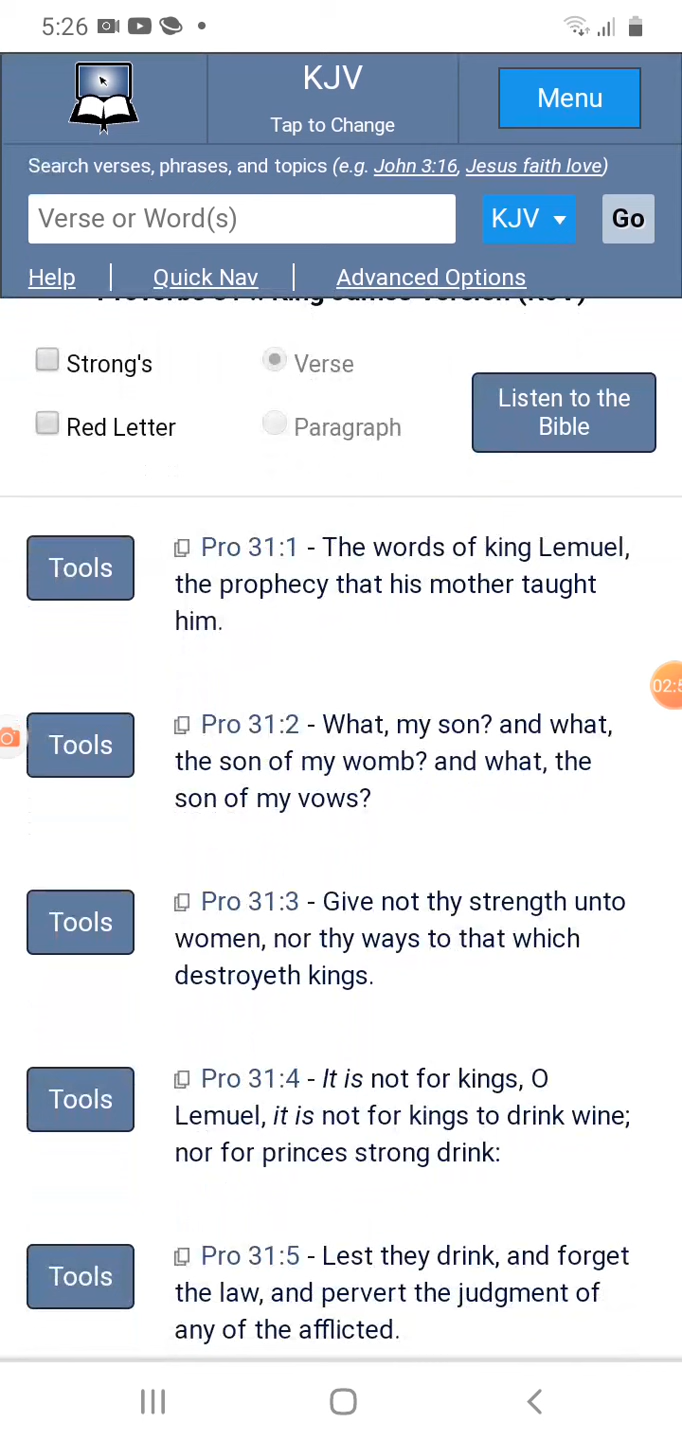 5:26
KJV
Tap to Change
Menu
Search verses, phrases, and topics (e.g. John 3:16, Jesus faith love)
Verse or Word(s)
KJV
Go
Help
Quick Nav
Advanced Options
Strong's
Verse
Listen to the
Bible
Red Letter
Paragraph
Tools
Pro 31:1 - The words of king Lemuel,
the prophecy that his mother taught
him.
Tools
Pro 31:2 - What, my son? and what,
the son of my womb? and what, the
son of my vows?
Tools
Pro 31:3 - Give not thy strength unto
women, nor thy ways to that which
destroyeth kings.
Tools
Pro 31:4 - It is not for kings, O
Lemuel, it is not for kings to drink wine;
nor for princes strong drink:
Tools
Pro 31:5 - Lest they drink, and forget
the law, and pervert the judgment of
any of the afflicted.